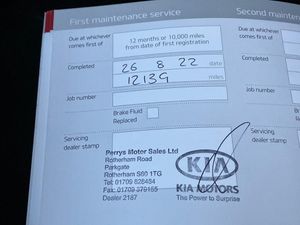 First maintenance service
Second mainten
Due at whichever
comes first of
12 months or 10,000 miles
from date of first registration
Due at whichever
comes first of
Completed
26 8 22 date
12139 miles
Completed
Job number
Job number
Brake Fluid
Replaced
Servicing
dealer stamp
Servicing
dealer stamp
Perrys Motor Sales Ltd
Rotherham Road
Parkgate
Rotherham S60 1TG
Tel: 01709 828484
Fax: 01709 379155
Dealer 2187
KIA
KIA MOTORS
The Power to Surprise